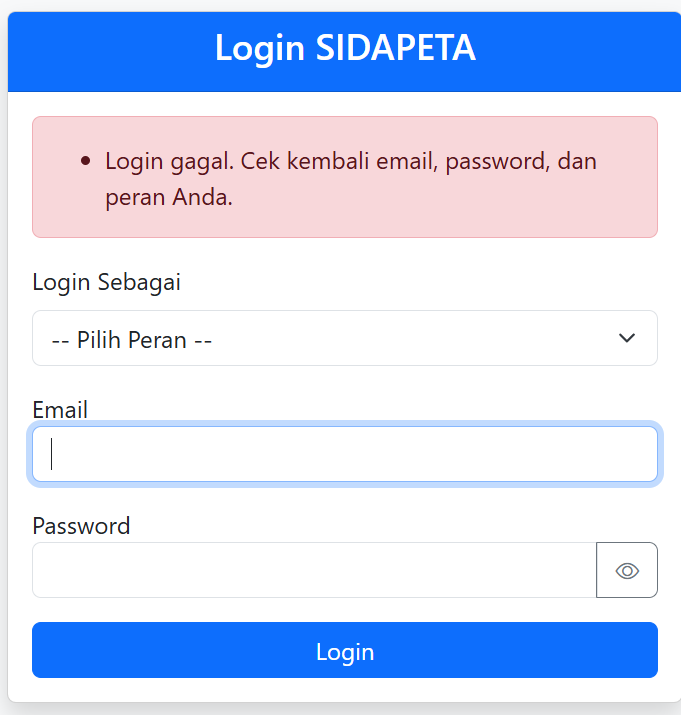 Login SIDAPETA
• Login gagal. Cek kembali email, password, dan
peran Anda.
Login Sebagai
-- Pilih Peran --
Email
Password
Login